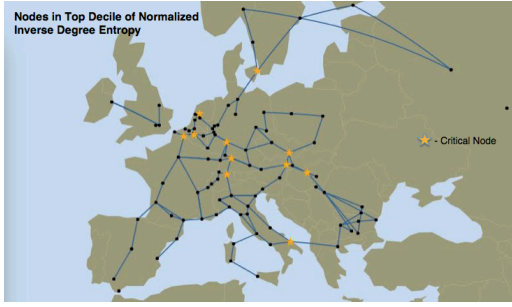 Nodes in Top Decile of Normalized
Inverse Degree Entropy
- Critical Node